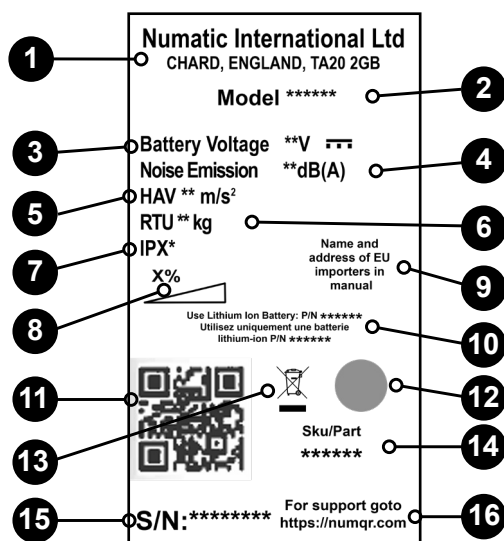 Numatic International Ltd
CHARD, ENGLAND, TA20 2GB
1
Model ******
2
3
Battery Voltage **V
Noise Emission **dB(A)
4
HAV ** m/s²
5
RTU ** kg
6
IPX*
7
Name and
address of EU
importers in
manual
9
X%
8
Use Lithium Ion Battery: P/N ******
Utilisez uniquement une batterie
lithium-ion P/N ******
10
11
12
13
Sku/Part
******
14
15
S/N:********
For support goto
https://numqr.com
16